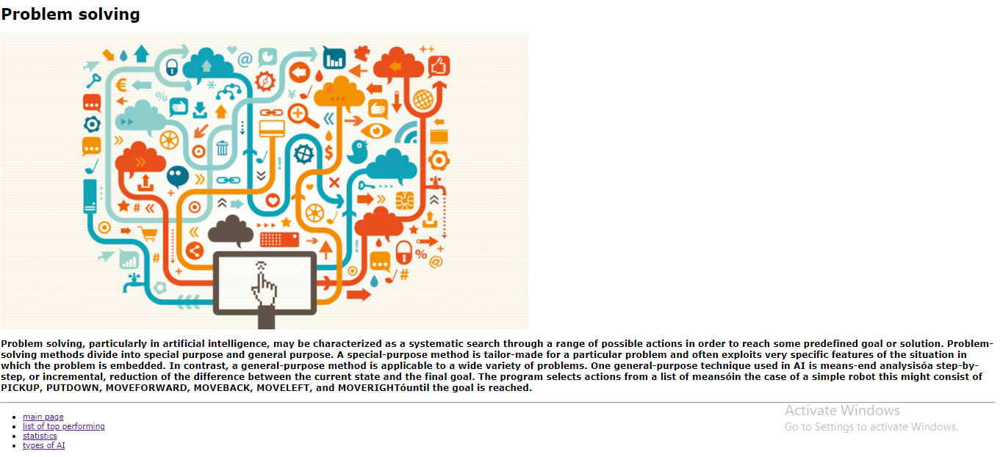 Problem solving
Problem solving, particularly in artificial intelligence, may be characterized as a systematic search through a range of possible actions in order to reach some predefined goal or solution. Problem-
solving methods divide into special purpose and general purpose. A special-purpose method is tailor-made for a particular problem and often exploits very specific features of the situation in
which the problem is embedded. In contrast, a general-purpose method is applicable to a wide variety of problems. One general-purpose technique used in AI is means-end analysisóa step-by-
step, or incremental, reduction of the difference between the current state and the final goal. The program selects actions from a list of meansóin the case of a simple robot this might consist of
PICKUP, PUTDOWN, MOVEFORWARD, MOVEBACK, MOVELEFT, and MOVERIGHTóuntil the goal is reached.
main page
list of top performing
statistics
types of AI
Activate Windows
Go to Settings to activate Windows.